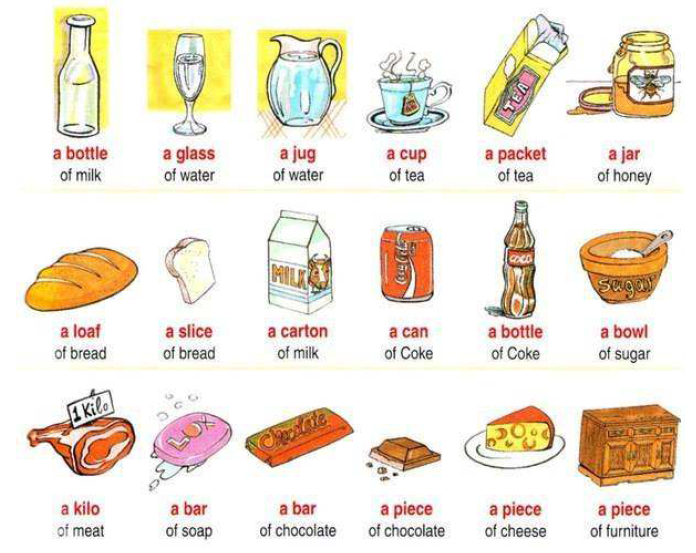 TEA
a bottle a glass a jug a cup a packet a jar
of milk of water of water of tea of tea of honey
MILK
Sugar
a loaf a slice a carton a can a bottle a bowl
of bread of bread of milk of Coke of Coke of sugar
1 Kilo
LUX
Chocolate
a kilo a bar a bar a piece a piece a piece
of meat of soap of chocolate of chocolate of cheese of furniture